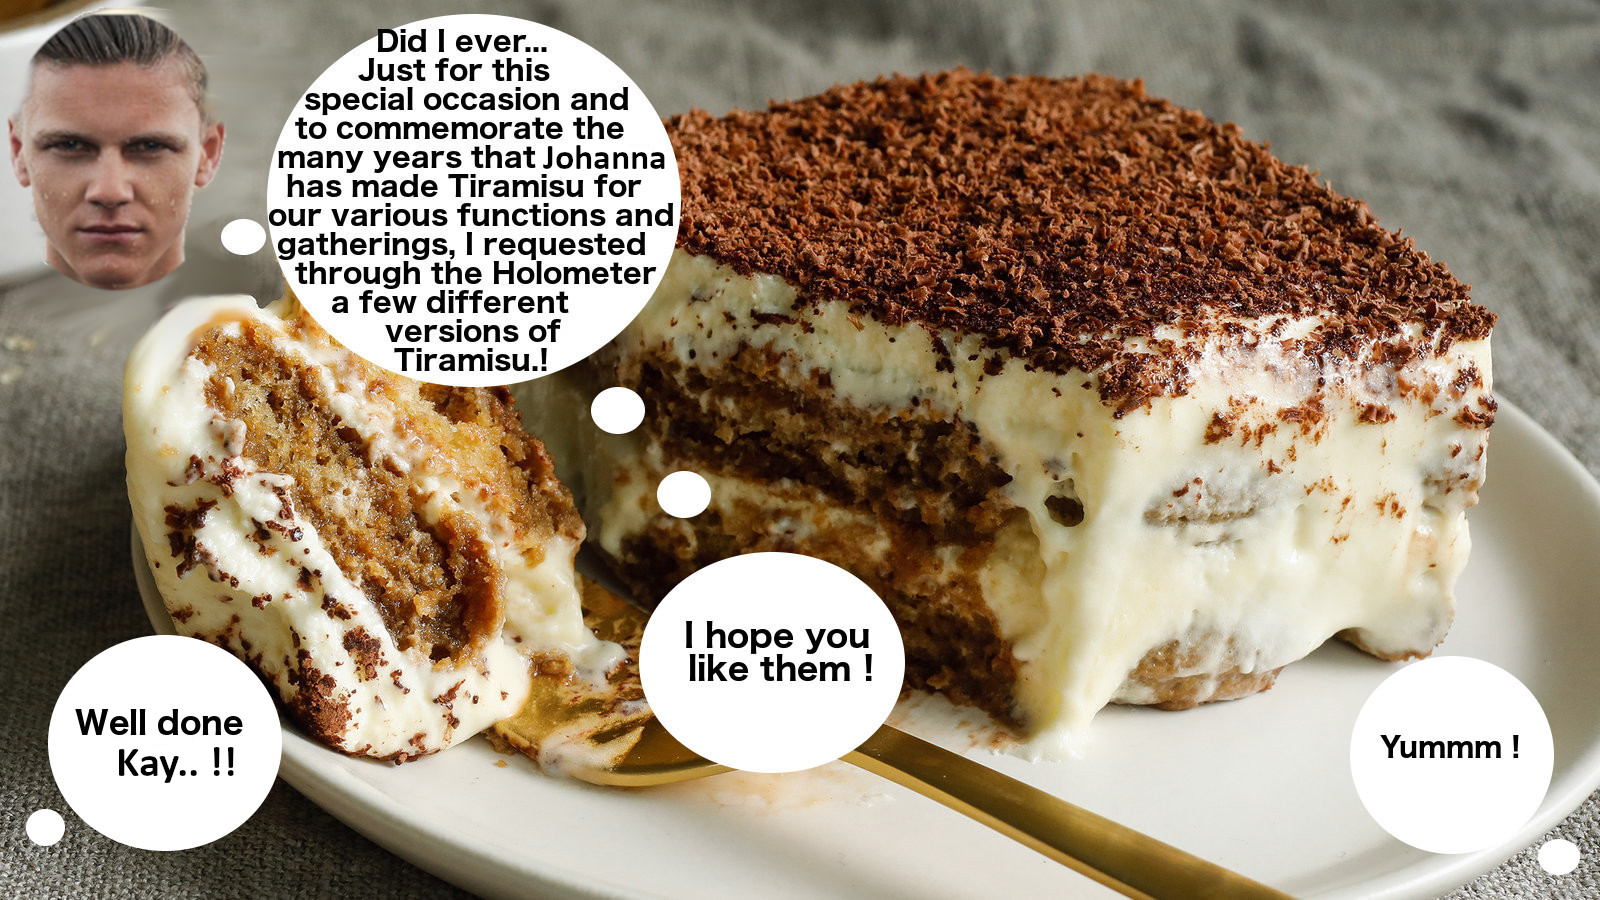 Did I ever...
Just for this
special occasion and
to commemorate the
many years that Johanna
has made Tiramisu for
our various functions and
gatherings, I requested
through the Holometer
a few different
versions of
Tiramisu.!
I hope you
like them !
Well done
Kay.. !!
Yummm !